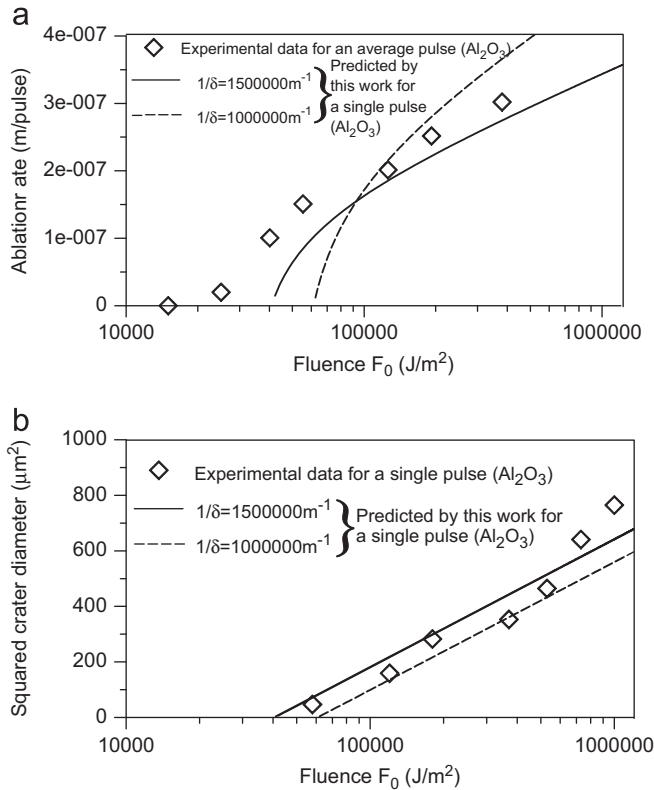 a
4e-007
3e-007
2e-007
1e-007
0
Ablationr ate (m/pulse)
Experimental data for an average pulse (Al2O3)
1/δ=1500000m-1
1/δ=1000000m-1
}
Predicted by
this work for
a single pulse
(Al2O3)
10000
100000
1000000
Fluence F0 (J/m2)
b
1000
800
600
400
200
0
Squared crater diameter (μm2)
Experimental data for a single pulse (Al2O3)
1/δ=1500000m-1
1/δ=1000000m-1
}
Predicted by this work for
a single pulse (Al2O3)
10000
100000
1000000
Fluence F0 (J/m2)